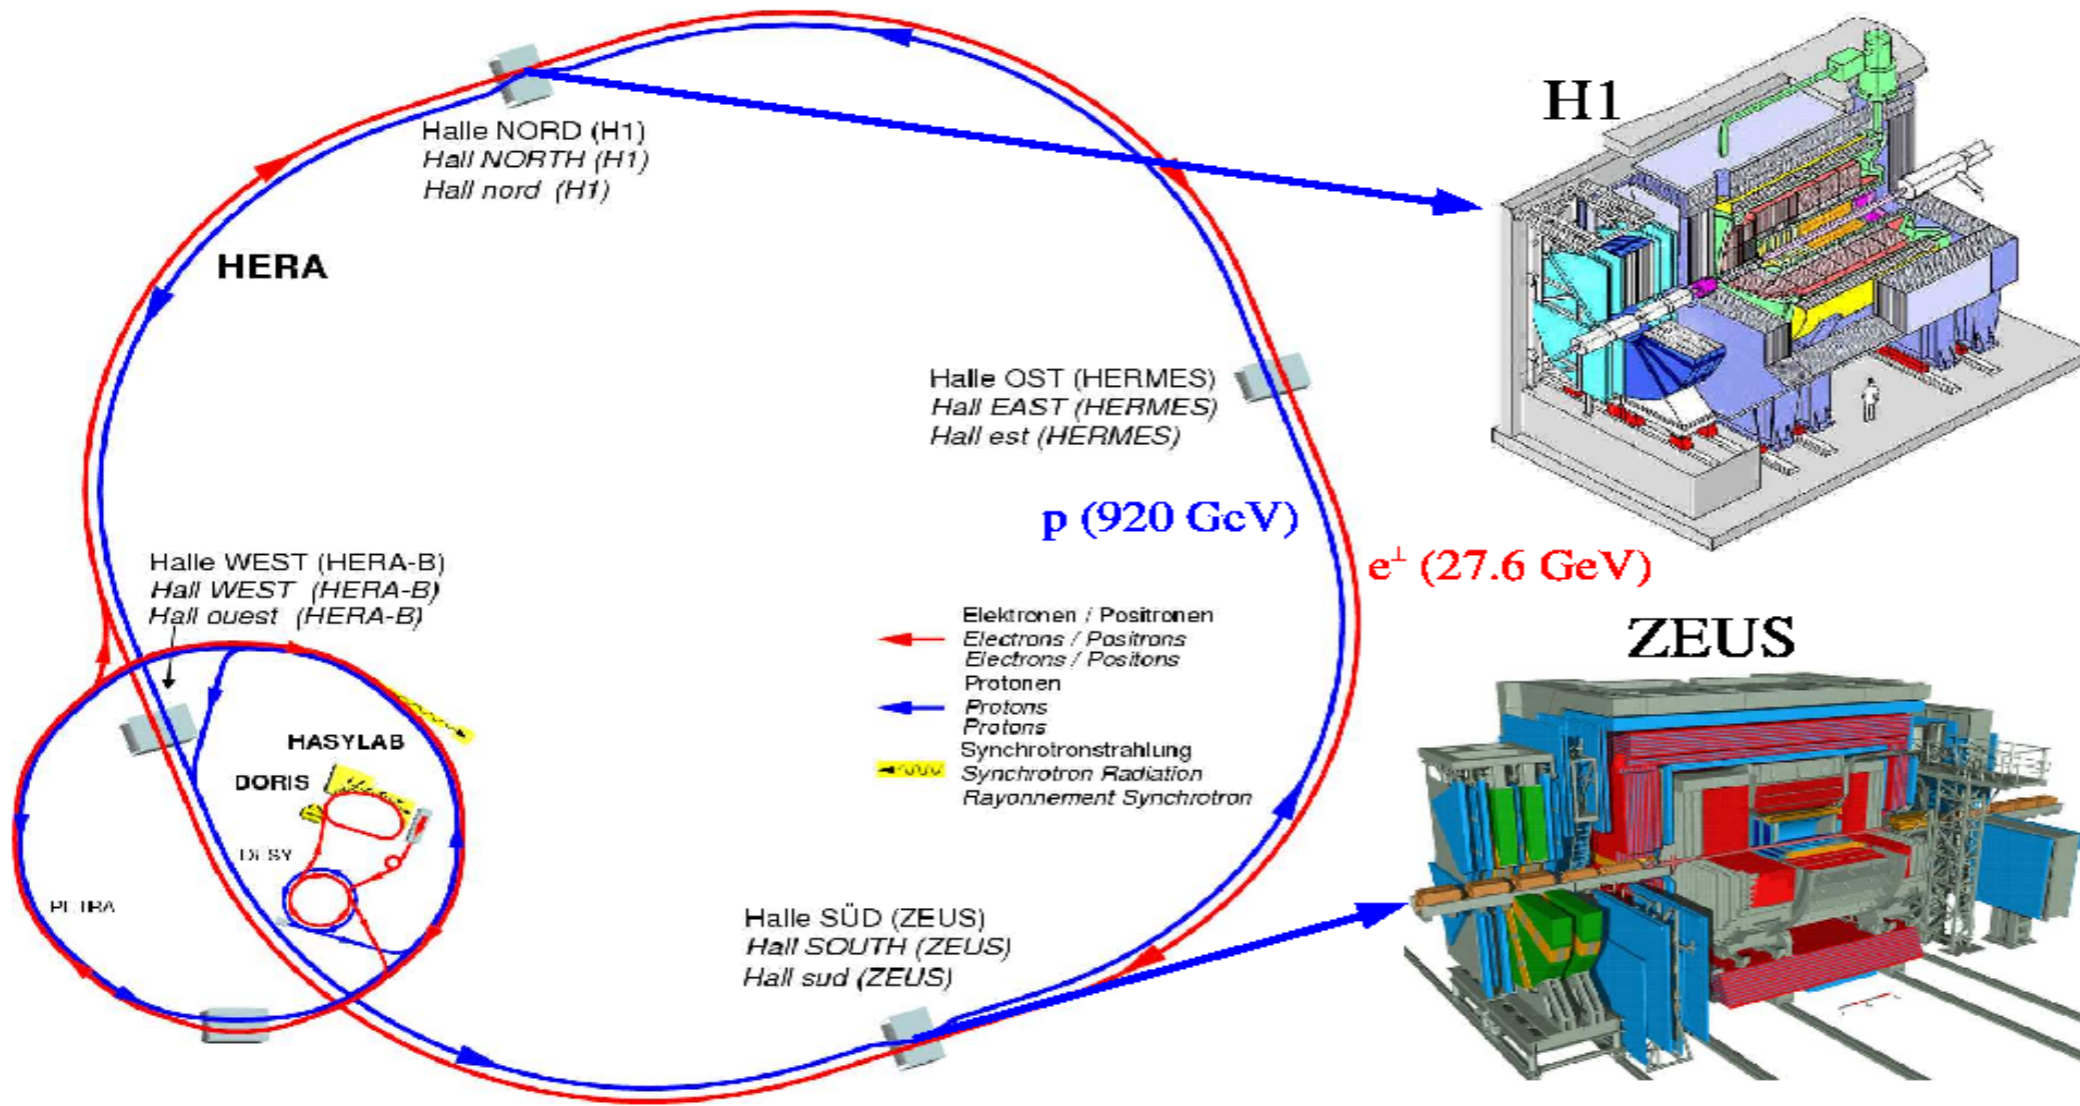 H1
Halle NORD (H1)
Hall NORTH (H1)
Hall nord (H1)
HERA
Halle OST (HERMES)
Hall EAST (HERMES)
Hall est (HERMES)
p (920 GeV)
e± (27.6 GeV)
Halle WEST (HERA-B)
Hall WEST (HERA-B)
Hall ouest (HERA-B)
Elektronen / Positronen
Electrons / Positrons
Electrons / Positons
Protonen
Protons
Protons
Synchrotronstrahlung
Synchrotron Radiation
Rayonnement Synchrotron
ZEUS
HASYLAB
DORIS
DESY
PETRA
Halle SÜD (ZEUS)
Hall SOUTH (ZEUS)
Hall sud (ZEUS)